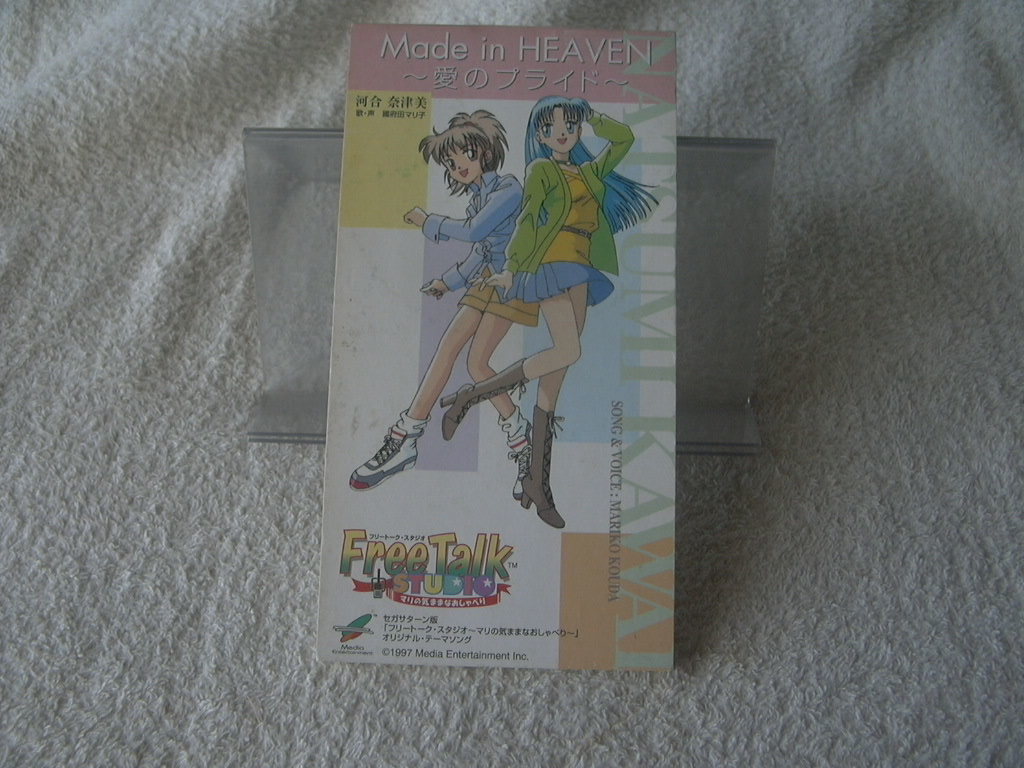 Made in HEAVEN
～愛のプライド～
河合 奈津美
歌・声 國府田マリ子
NATSUMI KAWAI
SONG & VOICE : MARIKO KOUDA
フリートーク・スタジオ
Free Talk™
STUDIO
マリの気ままなおしゃべり
Media
Entertainment
セガサターン版
「フリートーク・スタジオ～マリの気ままなおしゃべり～」
オリジナル・テーマソング
©1997 Media Entertainment Inc.